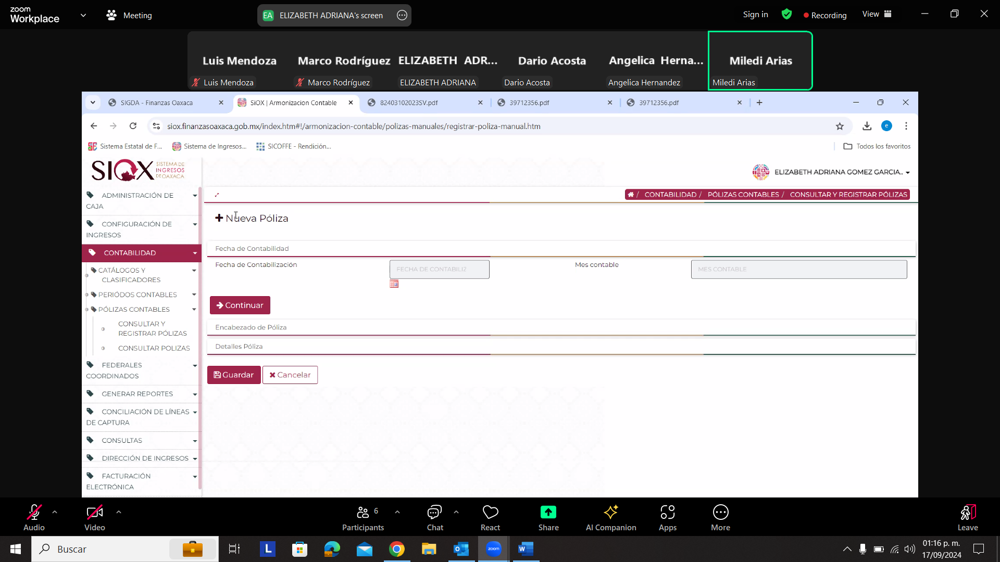 zoom
Workplace
Meeting
EA ELIZABETH ADRIANA's screen
Sign in
Recording
View
Luis Mendoza
Marco Rodríguez
ELIZABETH ADR...
Dario Acosta
Angelica Herna...
Miledi Arias
Luis Mendoza
Marco Rodríguez
ELIZABETH ADRIANA
Dario Acosta
Angelica Hernandez
Miledi Arias
SIGDA - Finanzas Oaxaca
SiOX | Armonizacion Contable
82403102023SV.pdf
39712356.pdf
39712356.pdf
siox.finanzasoaxaca.gob.mx/index.htm#!/armonizacion-contable/polizas-manuales/registrar-poliza-manual.htm
e
Sistema Estatal de F...
Sistema de Ingresos...
SICOFFE - Rendición...
Todos los favoritos
SIOX
SISTEMA DE
INGRESOS
DE OAXACA
ELIZABETH ADRIANA GOMEZ GARCIA..
/ CONTABILIDAD / PÓLIZAS CONTABLES / CONSULTAR Y REGISTRAR PÓLIZAS
ADMINISTRACIÓN DE
CAJA
CONFIGURACIÓN DE
INGRESOS
CONTABILIDAD
CATÁLOGOS Y
CLASIFICADORES
PERIÓDOS CONTABLES
PÓLIZAS CONTABLES
CONSULTAR Y
REGISTRAR PÓLIZAS
CONSULTAR POLIZAS
FEDERALES
COORDINADOS
GENERAR REPORTES
CONCILIACIÓN DE LÍNEAS
DE CAPTURA
CONSULTAS
DIRECCIÓN DE INGRESOS
FACTURACIÓN
ELECTRÓNICA
Nueva Póliza
Fecha de Contabilidad
Fecha de Contabilización
FECHA DE CONTABILIZ
Mes contable
MES CONTABLE
Continuar
Encabezado de Póliza
Detalles Póliza
Guardar
Cancelar
Audio
Video
Participants
6
Chat
React
Share
AI Companion
Apps
More
Leave
Buscar
L
zoom
01:16 p. m.
17/09/2024